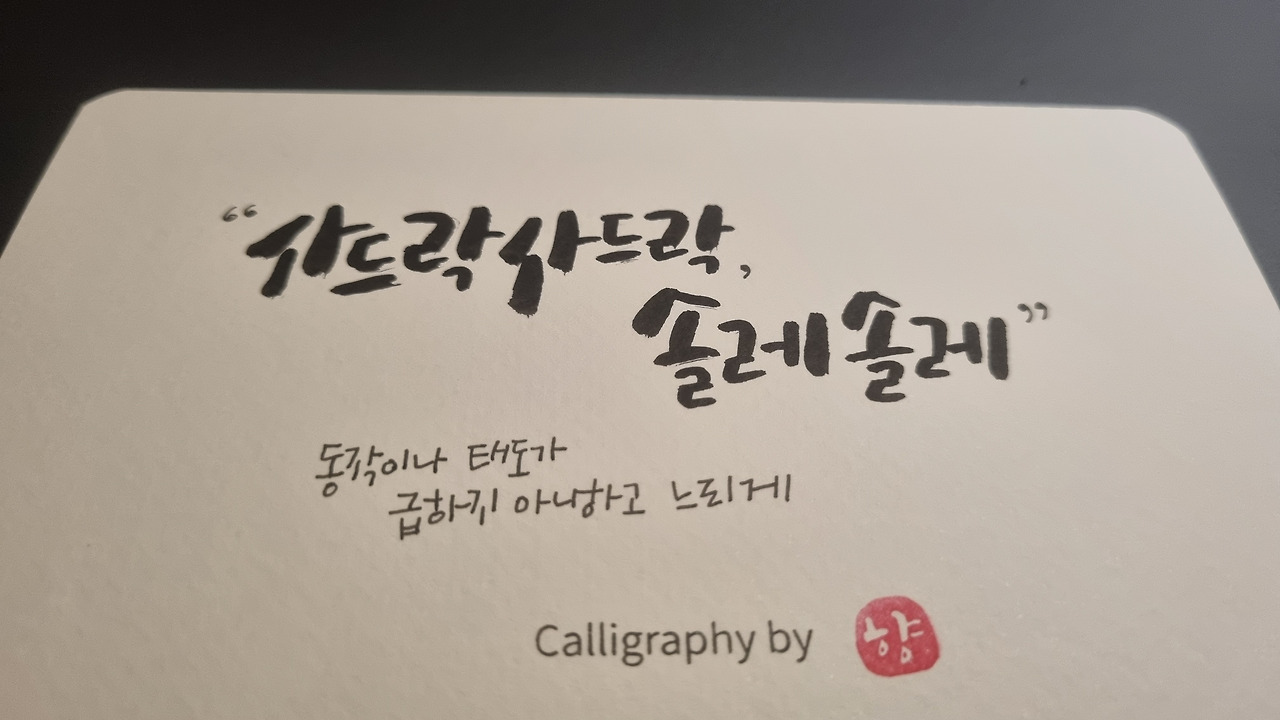 “사드락사드락,
솔레솔레”
동작이나 태도가
급하지 아니하고 느리게
Calligraphy by 향